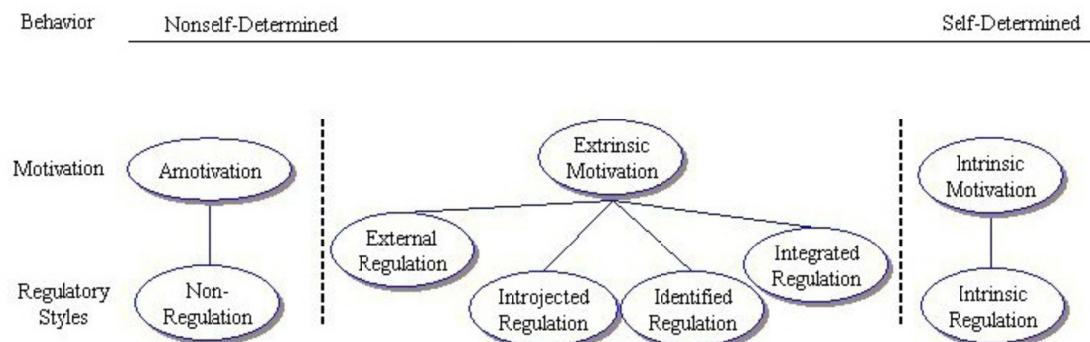 Behavior Nonself-Determined Self-Determined
Motivation
Amotivation
Extrinsic
Motivation
Intrinsic
Motivation
Regulatory
Styles
Non-
Regulation
External
Regulation
Introjected
Regulation
Identified
Regulation
Integrated
Regulation
Intrinsic
Regulation